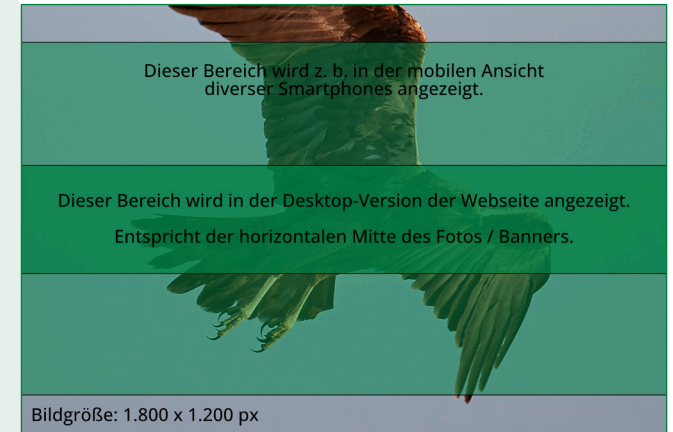 Dieser Bereich wird z. b. in der mobilen Ansicht
diverser Smartphones angezeigt.
Dieser Bereich wird in der Desktop-Version der Webseite angezeigt.
Entspricht der horizontalen Mitte des Fotos / Banners.
Bildgröße: 1.800 x 1.200 px